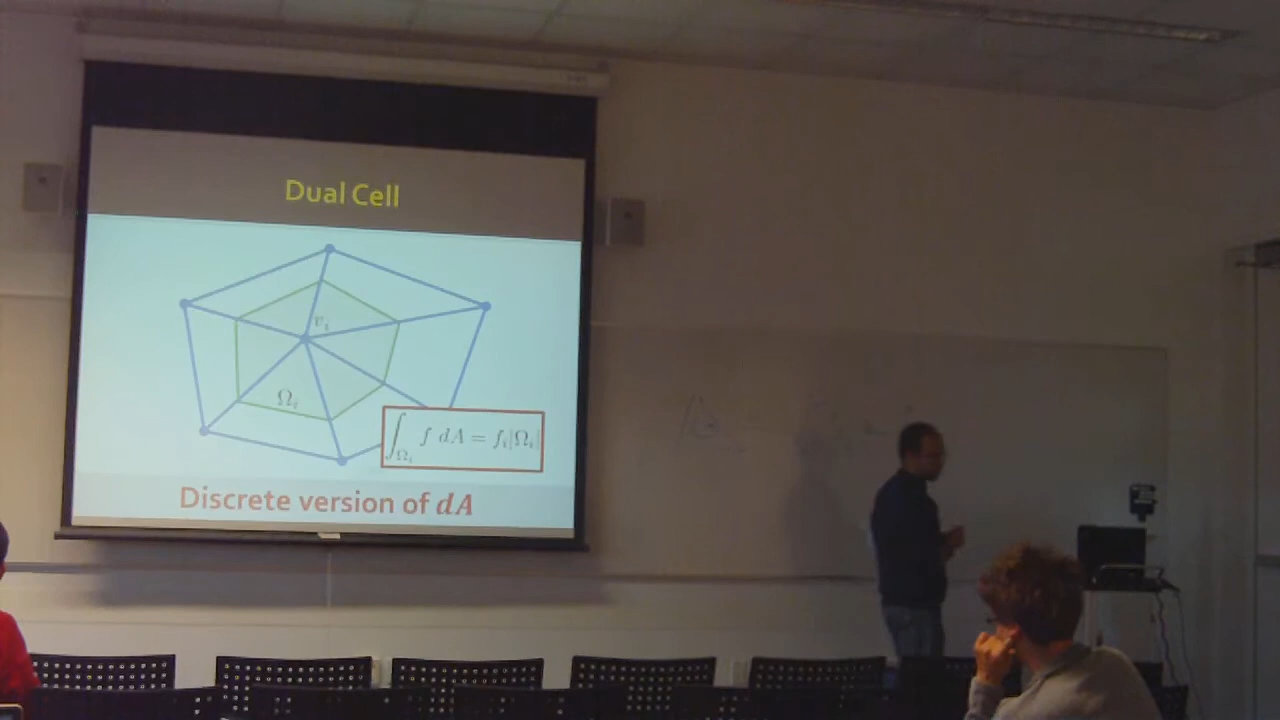 Dual Cell
v_i
Ω_i
∫_{Ω_i} f dA = f_i|Ω_i|
Discrete version of dA